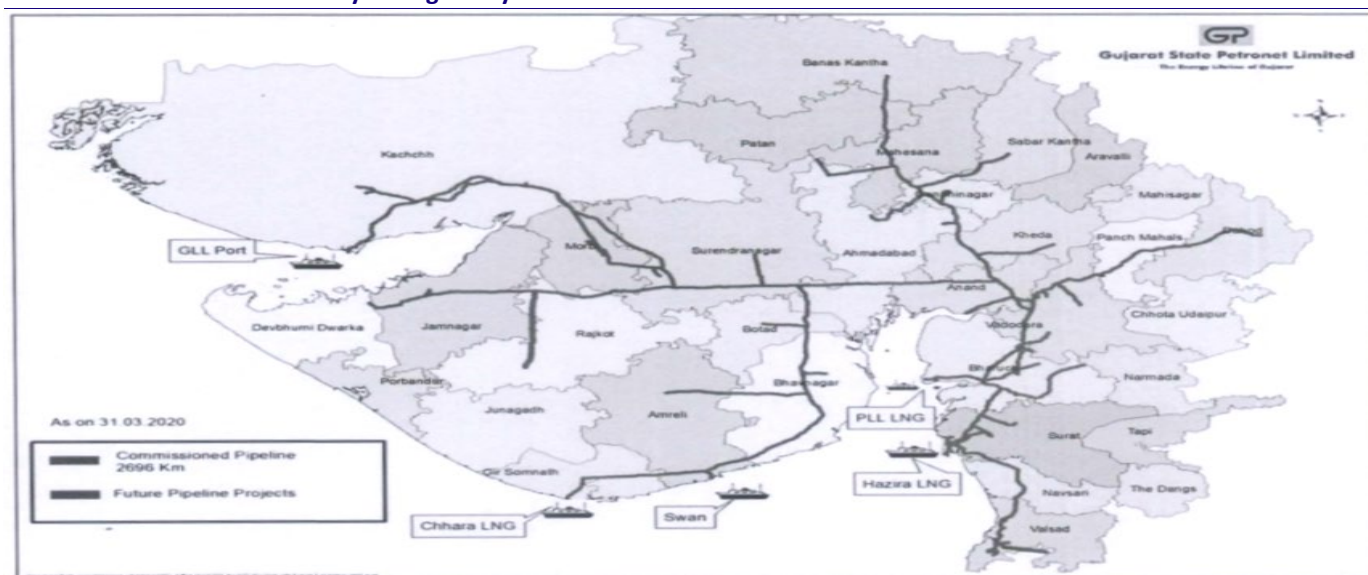 GP
Gujarat State Petronet Limited
The Energy Lifeline of Gujarat
Banas Kantha
Patan
Mahesana
Sabar Kantha
Aravalli
Kachchh
Mahisagar
GLL Port
Surendranagar
Ahmadabad
Kheda
Panch Mahals
Anand
Devbhumi Dwarka
Jamnagar
Rajkot
Botad
Vadodara
Chhota Udaipur
Porbandar
Bhavnagar
Narmada
Junagadh
Amreli
PLL LNG
As on 31.03.2020
Surat
Tapi
Commissioned Pipeline
2696 Km
Gir Somnath
Hazira LNG
Navsari
The Dangs
Future Pipeline Projects
Chhara LNG
Swan
Valsad